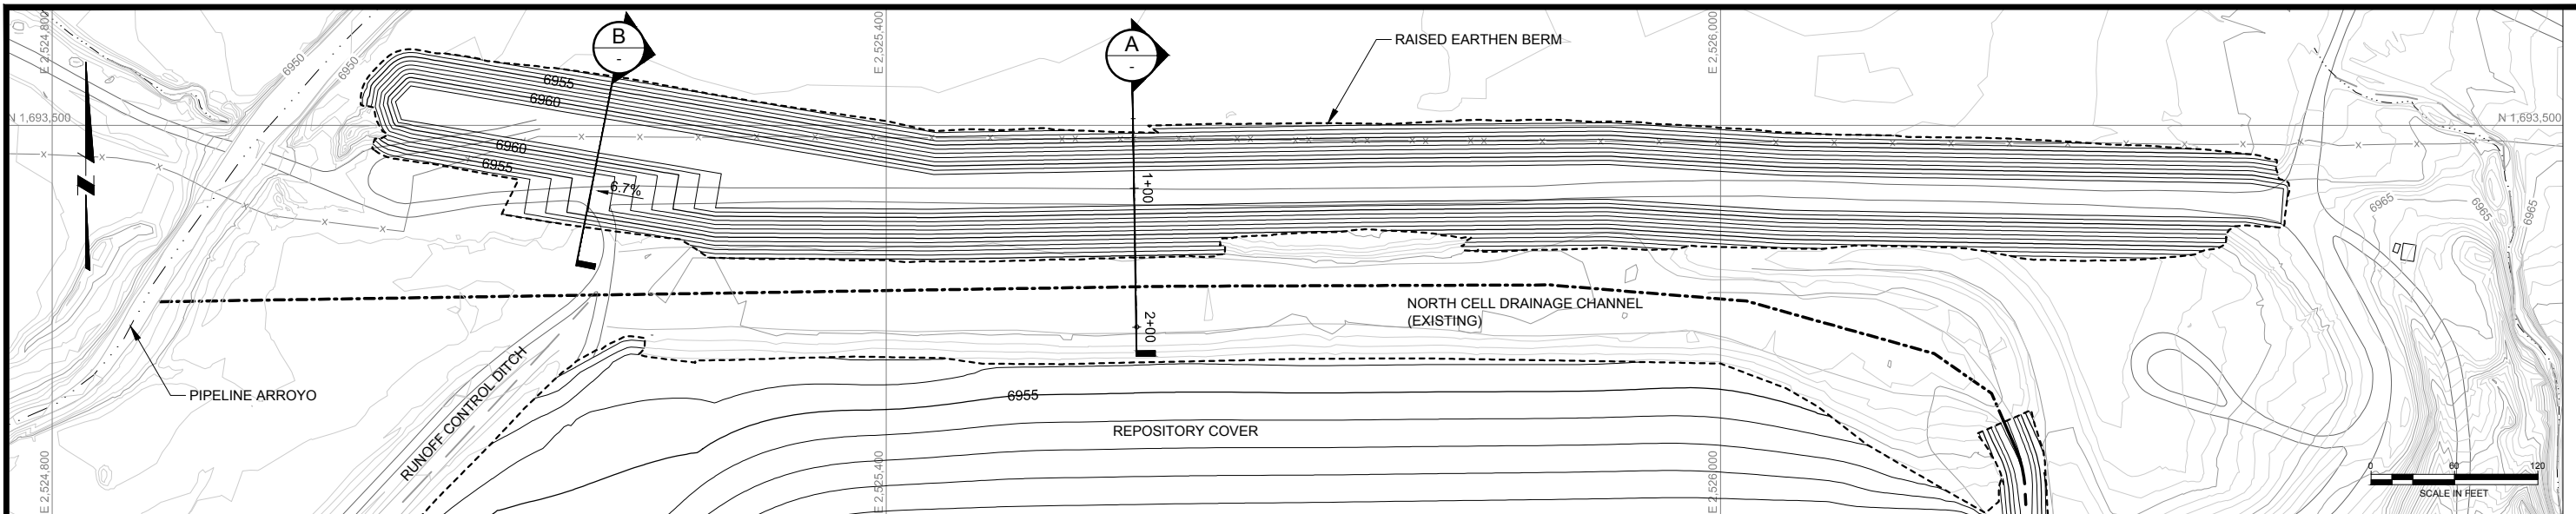 E 2,524,800
6950
6950
B
-
E 2,525,400
A
-
RAISED EARTHEN BERM
E 2,526,000
6955
6960
N 1,693,500
N 1,693,500
6960
6955
6.7%
1+00
6965
6965
6965
2+00
NORTH CELL DRAINAGE CHANNEL
(EXISTING)
PIPELINE ARROYO
RUNOFF CONTROL DITCH
6955
REPOSITORY COVER
E 2,524,800
E 2,525,400
E 2,526,000
0 60 120
SCALE IN FEET